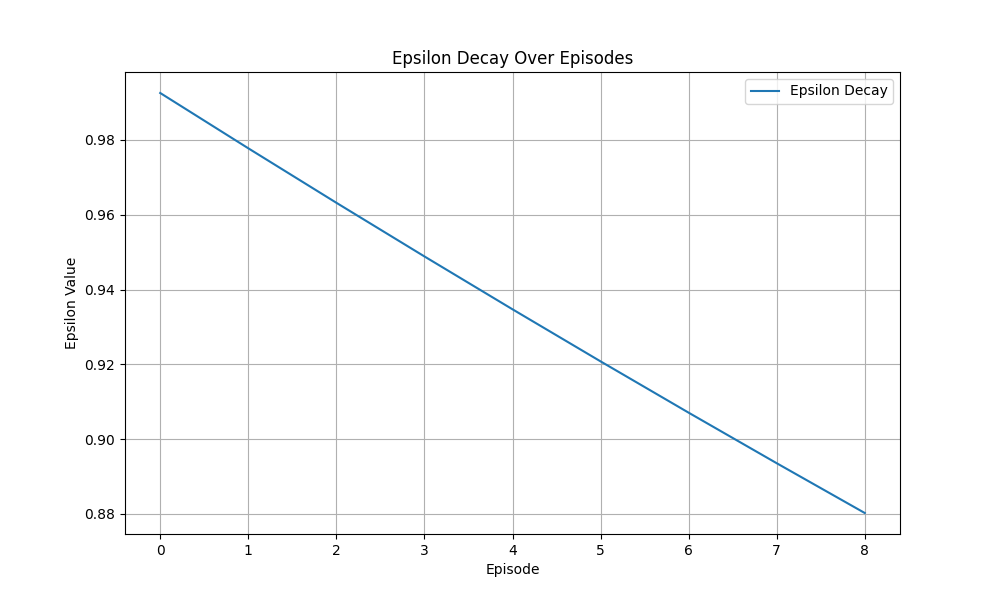 Epsilon Decay Over Episodes
Epsilon Decay
0.98
0.96
0.94
0.92
0.90
0.88
Epsilon Value
0 1 2 3 4 5 6 7 8
Episode